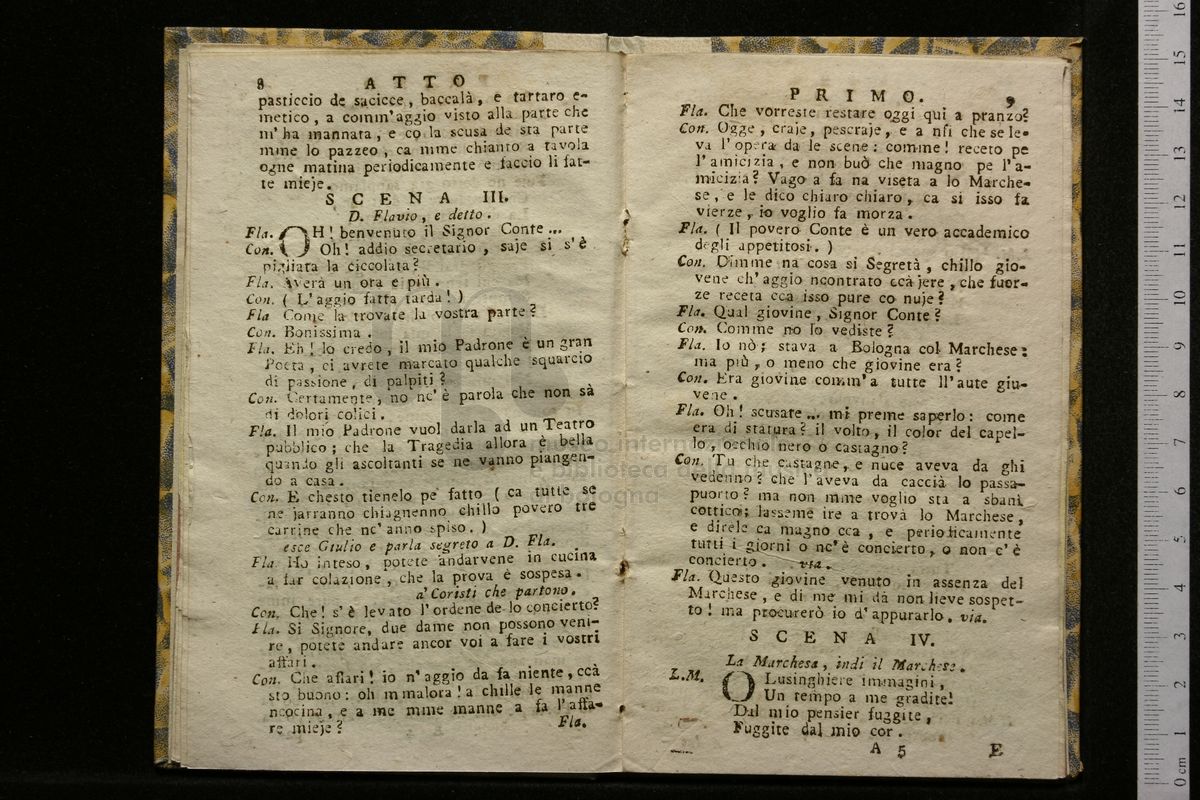 8 ATTO
pasticcio de sacicce, baccalà, e tartaro e-
metico, a comm'aggio visto alla parte che
m'ha mannata, e co la scusa de sta parte
mme lo pazzeo, ca mme chianto a tavola
ogne matina periodicamente e faccio li fat-
te mieje.
SCENA III.
D. Flavio, e detto.
Fla. OH! benvenuto il Signor Conte...
Con. Oh! addio secretario, saje si s'è
pigliata la ciccolata?
Fla. Averà un ora e più.
Con. (L'aggio fatta tarda!)
Fla Come la trovate la vostra parte?
Con. Bonissima.
Fla. Eh! lo credo, il mio Padrone è un gran
Poeta, ci avrete marcato qualche squarcio
di passione, di palpiti?
Con. Certamente, no nc'è parola che non sà
di dolori colici.
Fla. Il mio Padrone vuol darla ad un Teatro
pubblico; che la Tragedia allora è bella
quando gli ascoltanti se ne vanno piangen-
do a casa.
Con. E chesto tienelo pe fatto (ca tutte se
ne jarranno chiagnenno chillo povero tre
carrine che nc'anno spiso.)
esce Giulio e parla segreto a D. Fla.
Fla Ho inteso, potete andarvene in cucina
a far colazione, che la prova è sospesa.
a' Coristi che partono.
Con. Che! s'è levato l'ordene de lo concierto?
Fla. Si Signore, due dame non possono veni-
re, potete andare ancor voi a fare i vostri
affari.
Con. Che affari! io n'aggio da fa niente, ccà
sto buono: oh mmalora! a chille le manne
ncocina, e a me mme manne a fa l'affa-
re mieje?
Fla.
PRIMO. 9
Fla. Che vorreste restare oggi qui a pranzo?
Con. Ogge, craje, pescraje, e a nfi che se le-
va l'opera da le scene: comme! receto pe
l'amicizia, e non buò che magno pe l'a-
micizia? Vago a fa na viseta a lo Marche-
se, e le dico chiaro chiaro, ca si isso fa
vierze, io voglio fa morza.
Fla. (Il povero Conte è un vero accademico
degli appetitosi.)
Con. Dimme na cosa si Segretà, chillo gio-
vene ch'aggio ncontrato ccà jere, che fuor-
ze receta cca isso pure co nuje?
Fla. Qual giovine, Signor Conte?
Con. Comme no lo vediste?
Fla. Io nò; stava a Bologna col Marchese:
ma più, o meno che giovine era?
Con. Era giovine comm'a tutte ll'aute giu-
vene.
Fla. Oh! scusate... mi preme saperlo: come
era di statura? il volto, il color del capel-
lo, occhio nero o castagno?
Con. Tu che castagne, e nuce aveva da ghi
vedenno? che l'aveva da caccià lo passa-
puorto? ma non mme voglio sta a sbani
cottico; lasseme ire a trovà lo Marchese,
e direle ca magno cca, e periodicamente
tutti i giorni o nc'è concierto, o non c'è
concierto. via.
Fla. Questo giovine venuto in assenza del
Marchese, e di me mi dà non lieve sospet-
to! ma procurerò io d'appurarlo. via.
SCENA IV.
La Marchesa, indi il Marchese.
L.M. O Lusinghiere immagini,
Un tempo a me gradite!
Dal mio pensier fuggite,
Fuggite dal mio cor.
A 5 E
museo internazionale
e biblioteca della musica
di bologna